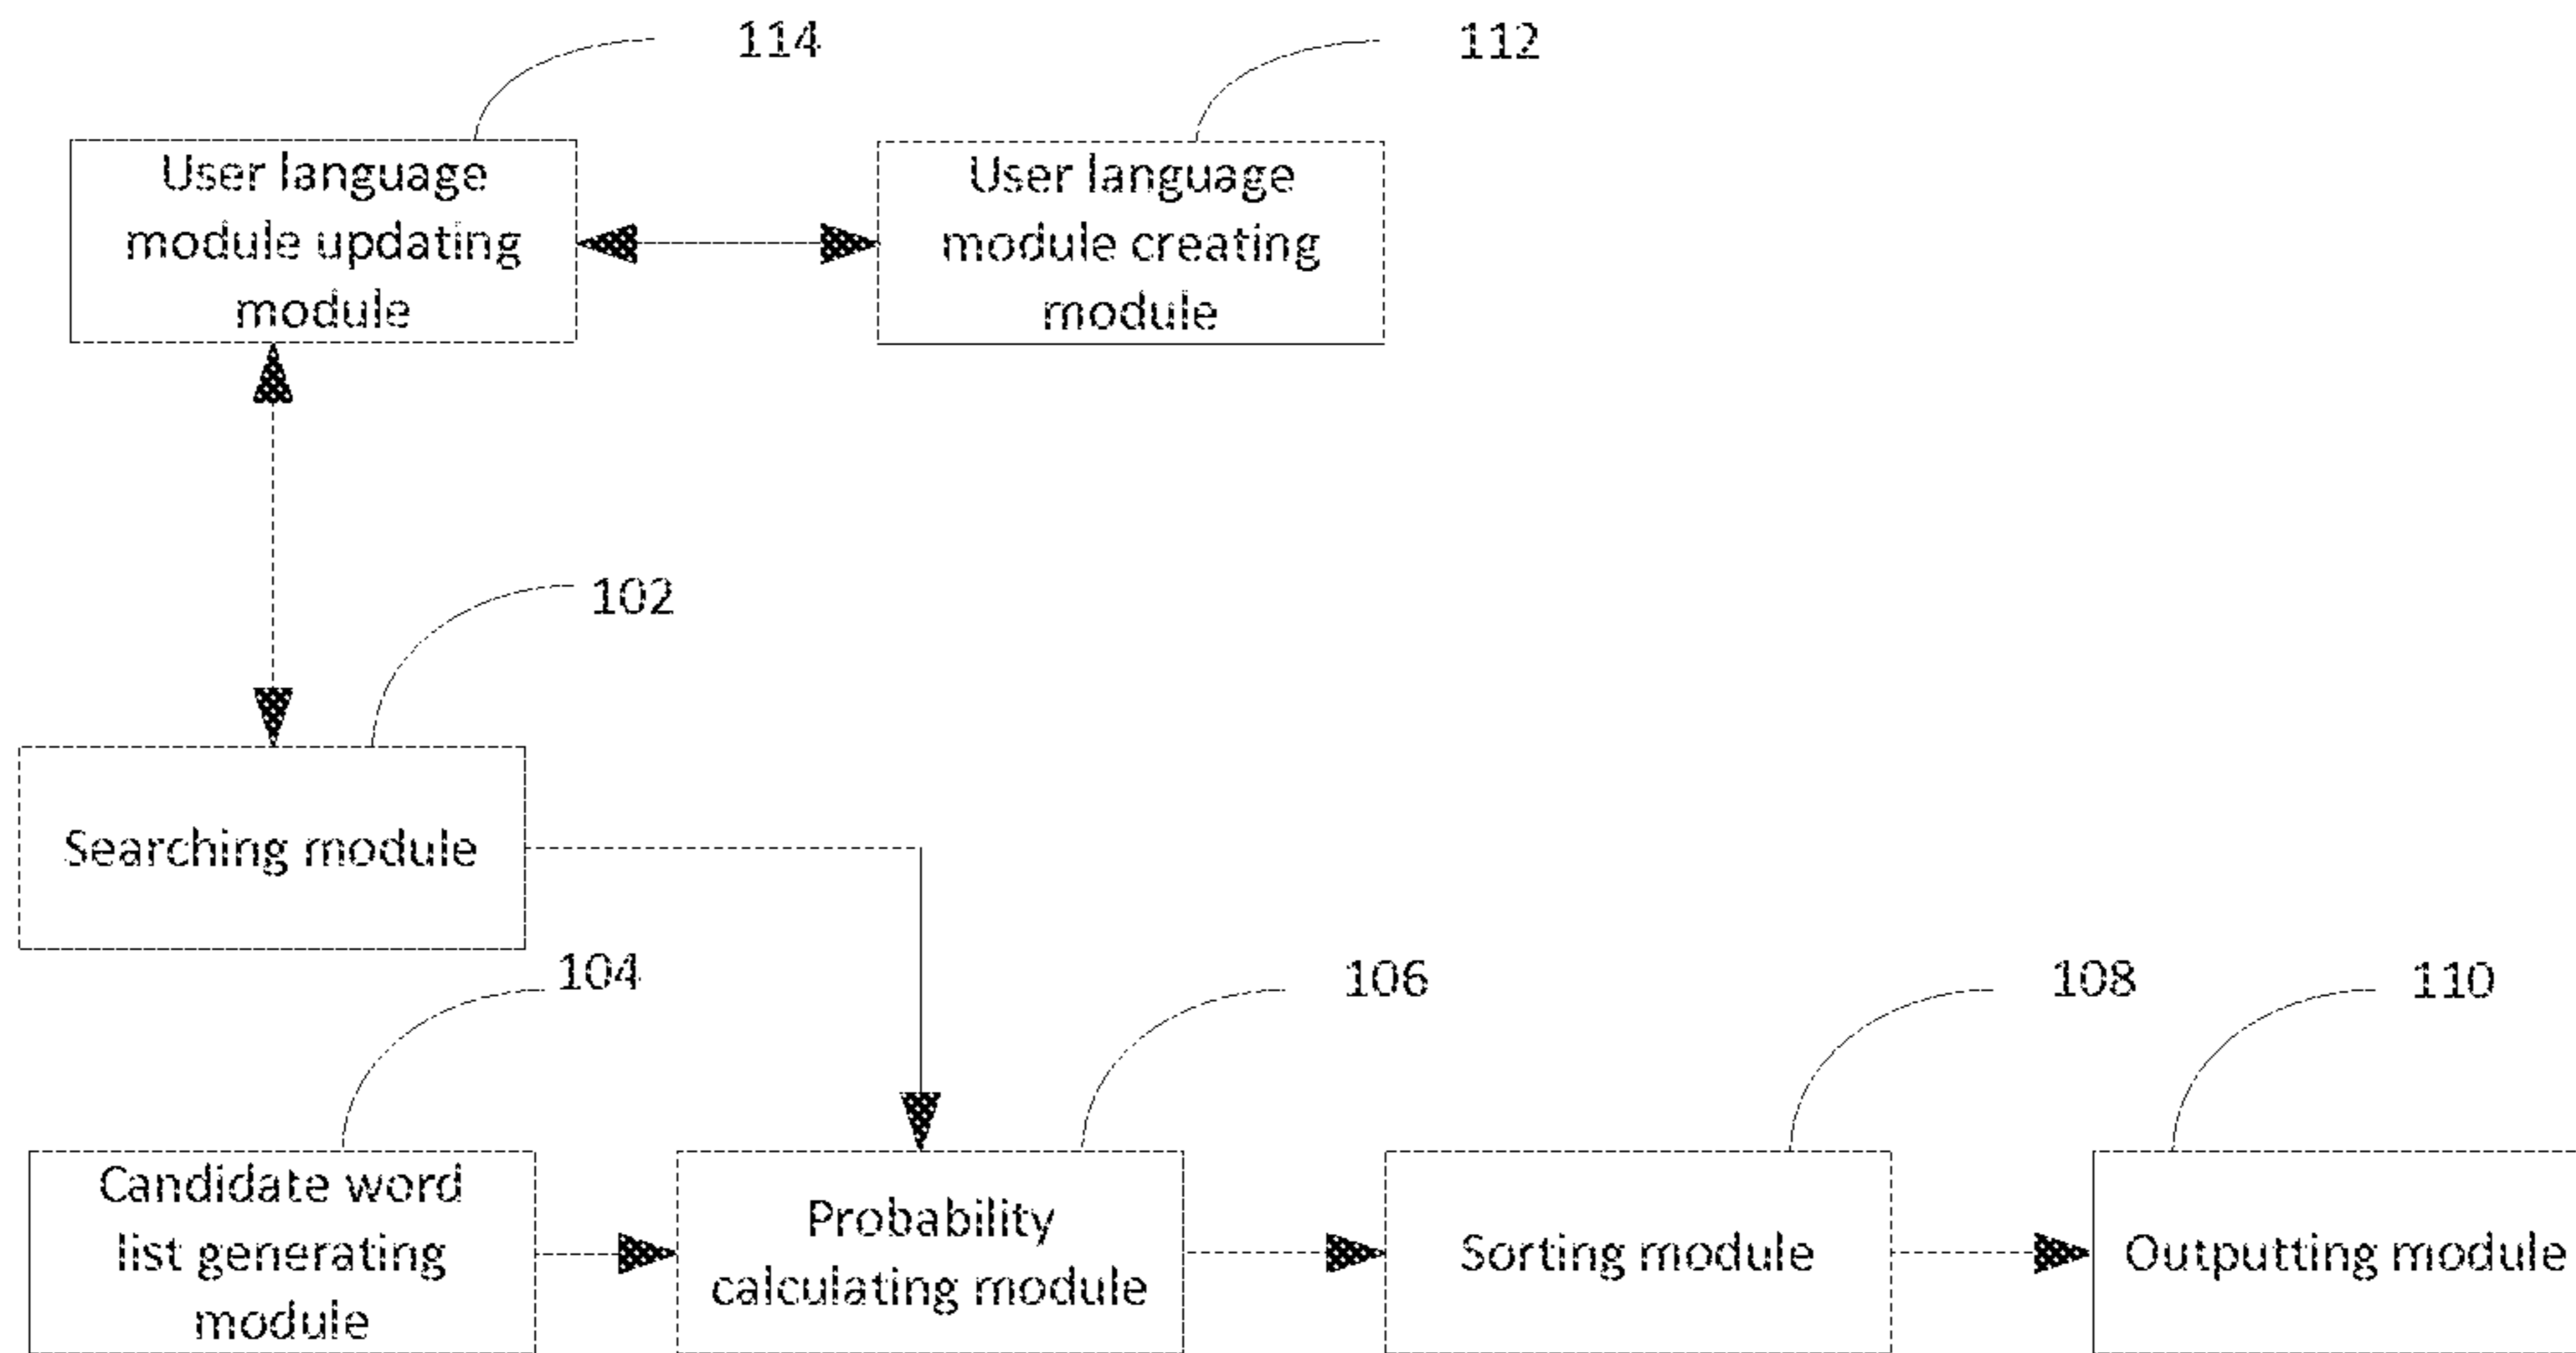 114
112
User language
module updating
module
User language
module creating
module
102
Searching module
104
106
108
110
Candidate word
list generating
module
Probability
calculating module
Sorting module
Outputting module